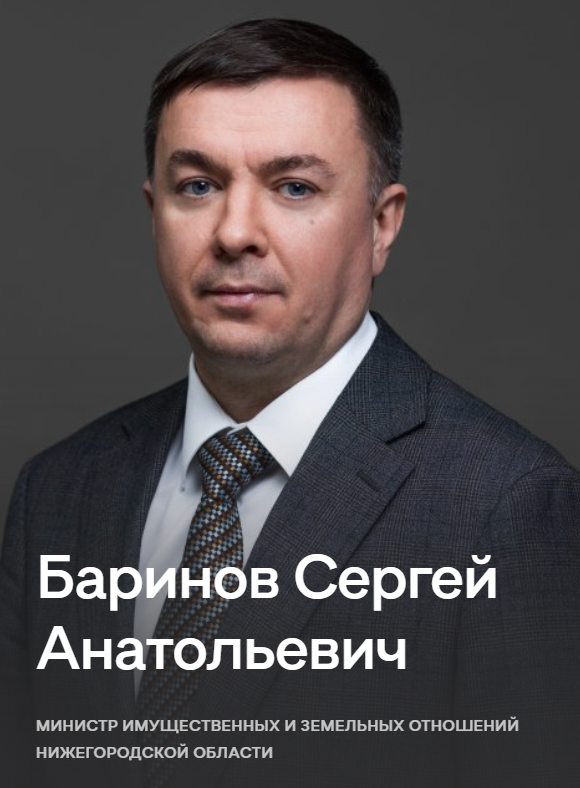 Баринов Сергей
Анатольевич
МИНИСТР ИМУЩЕСТВЕННЫХ И ЗЕМЕЛЬНЫХ ОТНОШЕНИЙ
НИЖЕГОРОДСКОЙ ОБЛАСТИ